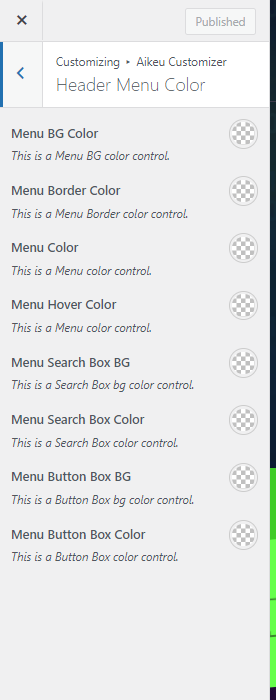 Published
Customizing ▸ Aikeu Customizer
Header Menu Color
Menu BG Color
This is a Menu BG color control.
Menu Border Color
This is a Menu Border color control.
Menu Color
This is a Menu color control.
Menu Hover Color
This is a Menu color control.
Menu Search Box BG
This is a Search Box bg color control.
Menu Search Box Color
This is a Search Box color control.
Menu Button Box BG
This is a Button Box bg color control.
Menu Button Box Color
This is a Button Box color control.